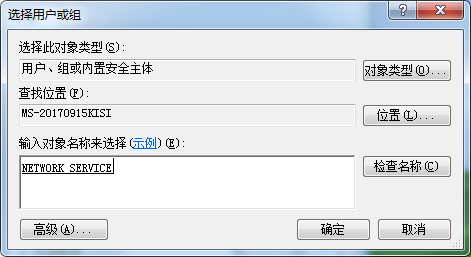 选择用户或组
选择此对象类型(S):
用户、组或内置安全主体
对象类型(O)...
查找位置(F):
MS-20170915KISI
位置(L)...
输入对象名称来选择(示例)(E):
NETWORK SERVICE
检查名称(C)
高级(A)...
确定
取消